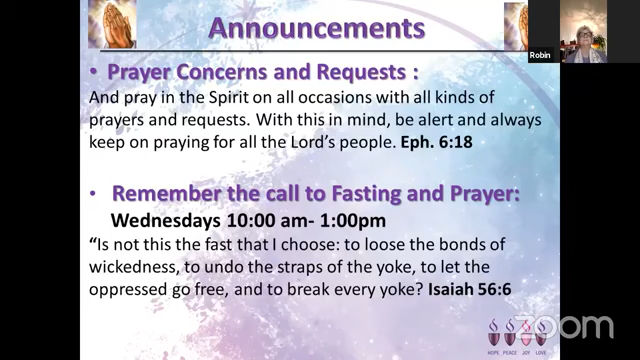 Announcements
• Prayer Concerns and Requests :
And pray in the Spirit on all occasions with all kinds of
prayers and requests. With this in mind, be alert and always
keep on praying for all the Lord's people. Eph. 6:18
• Remember the call to Fasting and Prayer:
Wednesdays 10:00 am- 1:00pm
“Is not this the fast that I choose: to loose the bonds of
wickedness, to undo the straps of the yoke, to let the
oppressed go free, and to break every yoke? Isaiah 56:6
Robin
zoom
HOPE PEACE JOY LOVE